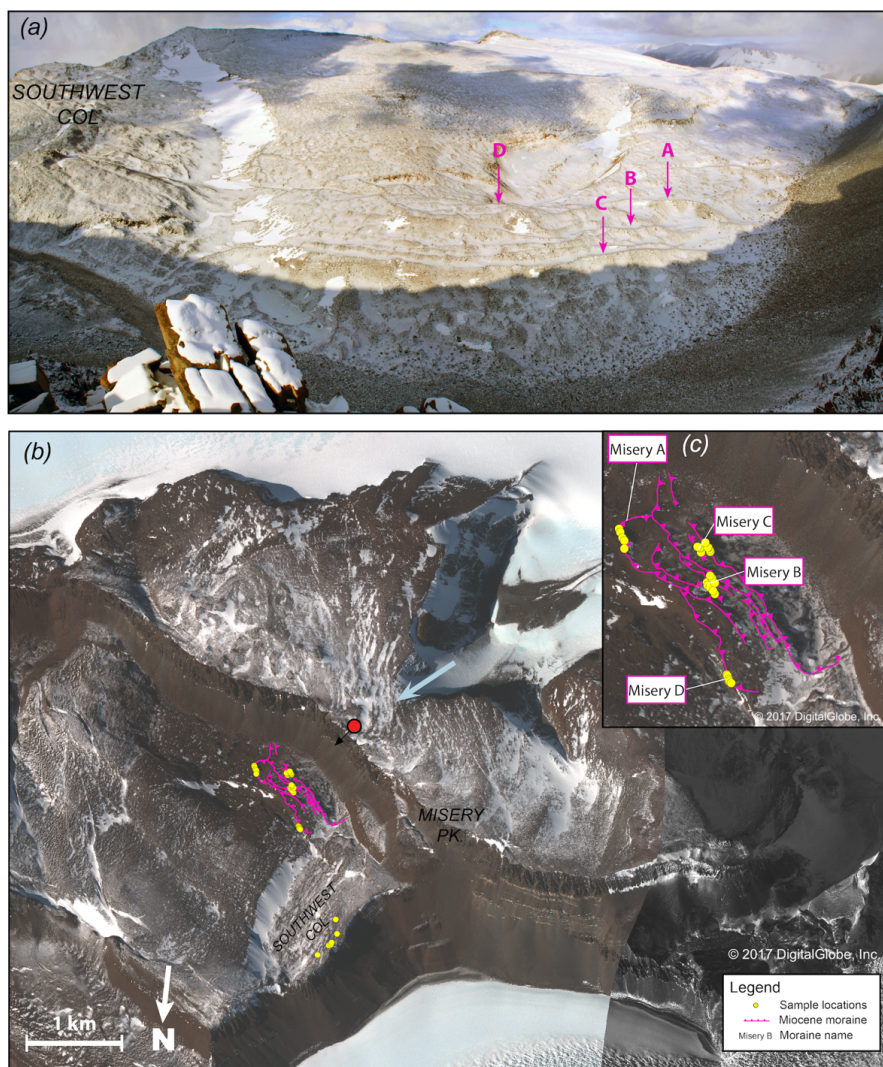 (a)
SOUTHWEST
COL
D
A
B
C
(b)
(c)
Misery A
Misery C
Misery B
Misery D
© 2017 DigitalGlobe, Inc
MISERY
PK.
SOUTHWEST
COL
© 2017 DigitalGlobe, Inc
1 km
N
Legend
Sample locations
Miocene moraine
Misery B Moraine name